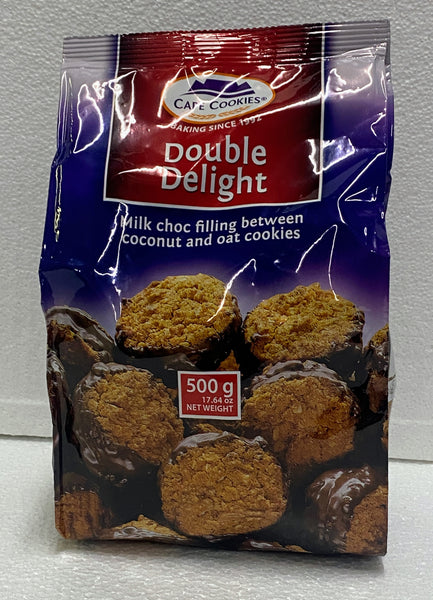 CAPE COOKIES®
BAKING SINCE 1992
Double
Delight
Milk choc filling between
coconut and oat cookies
500 g
17.64 oz
NET WEIGHT